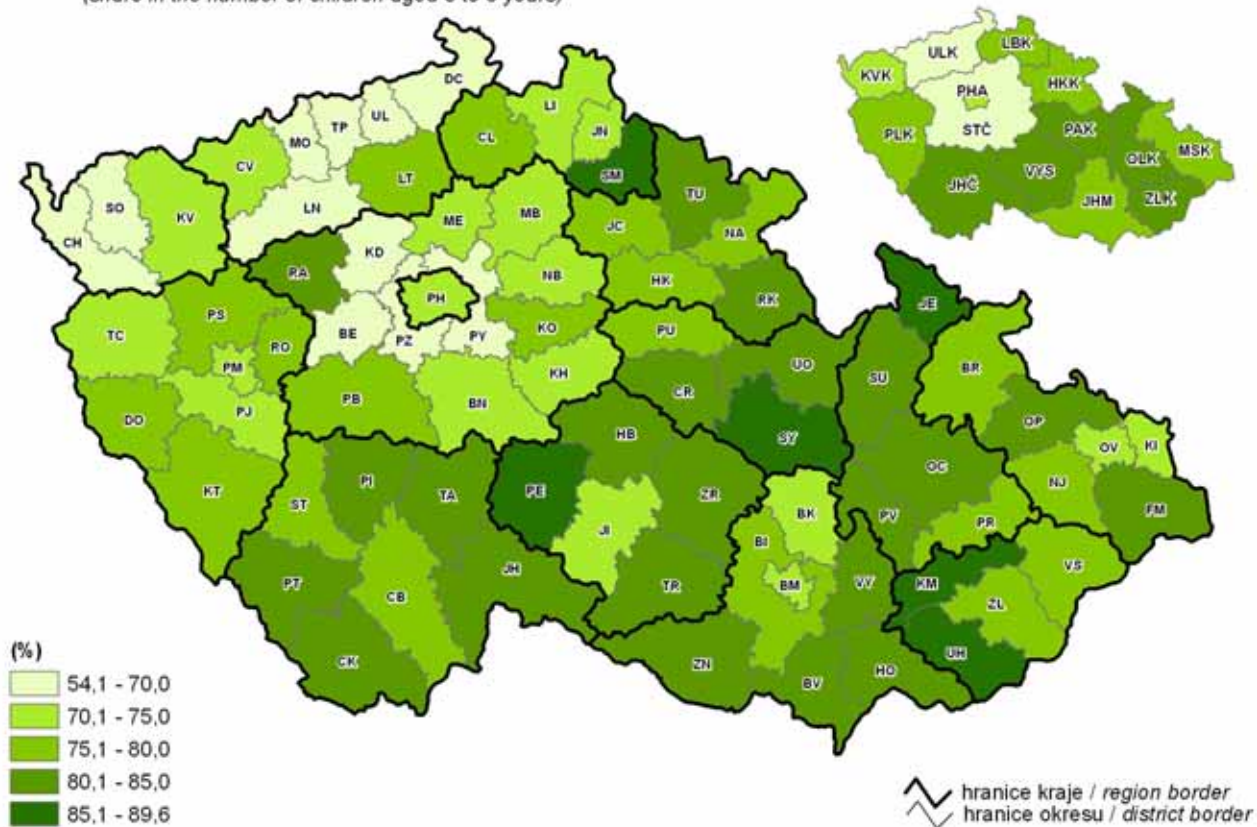 (share in the number of children aged to years)
DC
ULK
LBK
KVK
HKK
PHA
UL
LI
TP
MO
CL
JN
STČ
PAK
PLK
MSK
CV
LT
SM
OLK
VYS
JHČ
ZLK
JHM
TU
SO
KV
LN
ME
MB
JC
NA
CH
KD
RA
NB
HK
PH
RK
JE
PS
TC
BE
PZ
PY
KO
PU
RO
PM
UO
SU
BR
KH
CR
PB
BN
PJ
DO
OP
SY
HB
OV
KI
OC
KT
PI
TA
PE
ZR
NJ
ST
FM
BK
PV
PR
JI
BI
VS
JH
PT
TR
BM
VY
KM
CB
ZL
CK
ZN
UH
HO
BV
(%)
54,1 - 70,0
70,1 - 75,0
75,1 - 80,0
80,1 - 85,0
85,1 - 89,6
hranice kraje / region border
hranice okresu / district border